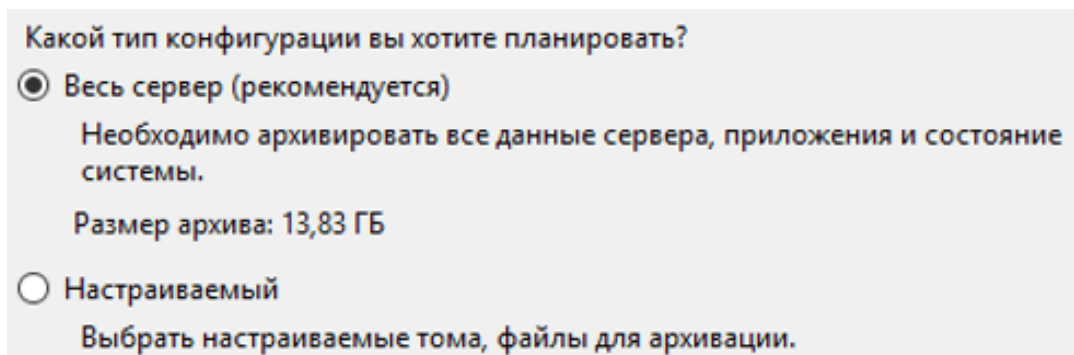 Какой тип конфигурации вы хотите планировать?
Весь сервер (рекомендуется)
Необходимо архивировать все данные сервера, приложения и состояние
системы.
Размер архива: 13,83 ГБ
Настраиваемый
Выбрать настраиваемые тома, файлы для архивации.